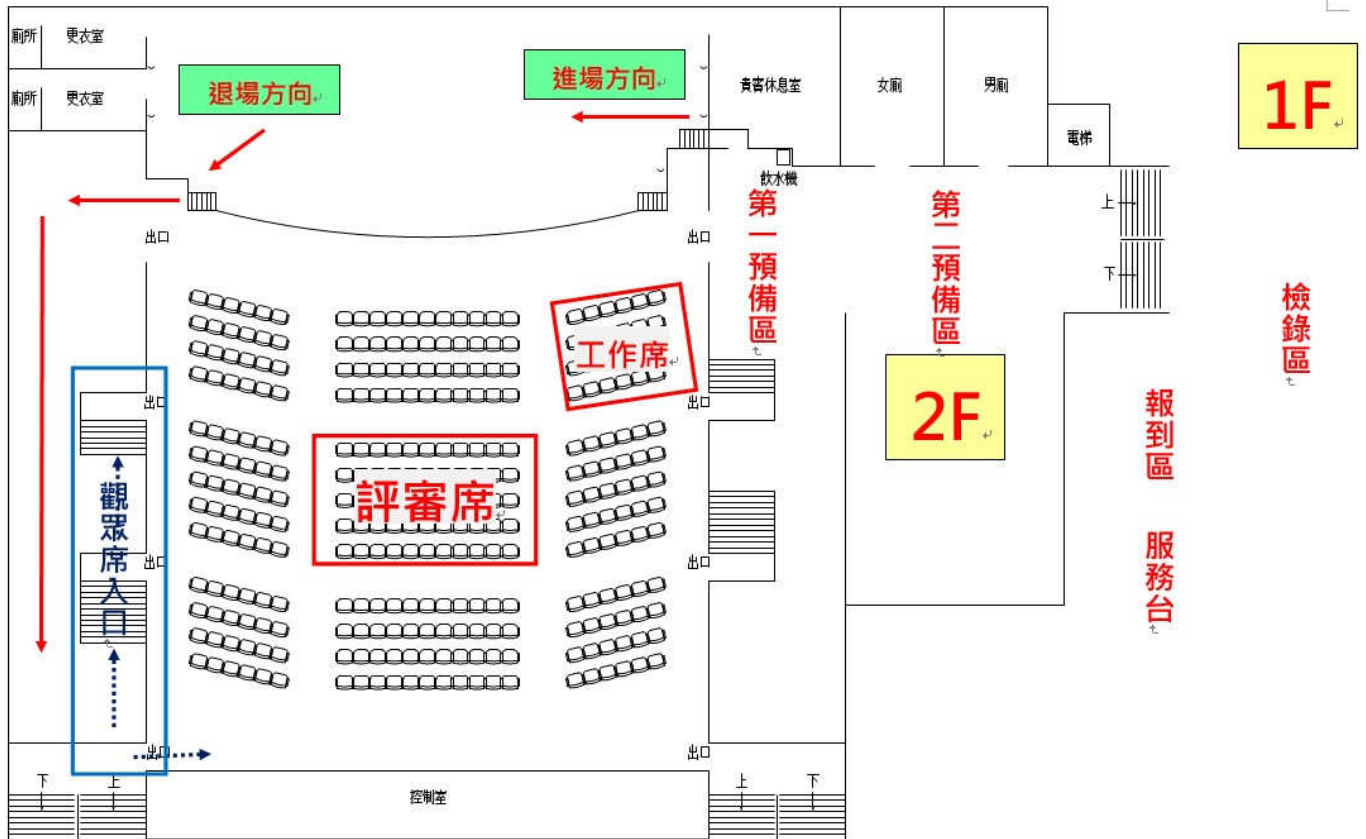 廁所
更衣室
廁所
更衣室
退場方向
進場方向
貴賓休息室
女廁
男廁
電梯
1F
飲水機
第一預備區
第二預備區
上
下
出口
出口
檢錄區
工作席
2F
報到區 服務台
出口
出口
評審席
觀眾席入口
出口
出口
出口
出口
下
上
控制室
上
下